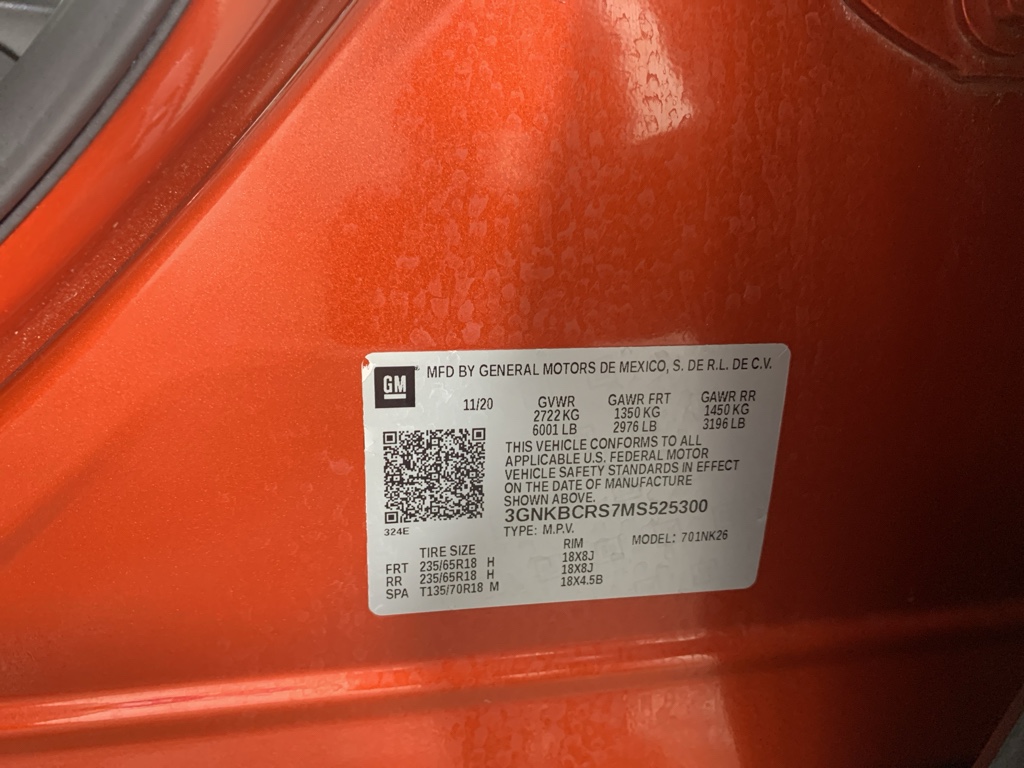 GM MFD BY GENERAL MOTORS DE MEXICO, S. DE R.L. DE C.V.
11/20 GVWR GAWR FRT GAWR RR
2722 KG 1350 KG 1450 KG
6001 LB 2976 LB 3196 LB
THIS VEHICLE CONFORMS TO ALL
APPLICABLE U.S. FEDERAL MOTOR
VEHICLE SAFETY STANDARDS IN EFFECT
ON THE DATE OF MANUFACTURE
SHOWN ABOVE.
3GNKBCRS7MS525300
324E
TYPE: M.P.V. MODEL: 701NK26
TIRE SIZE RIM
FRT 235/65R18 H 18X8J
RR 235/65R18 H 18X8J
SPA T135/70R18 M 18X4.5B